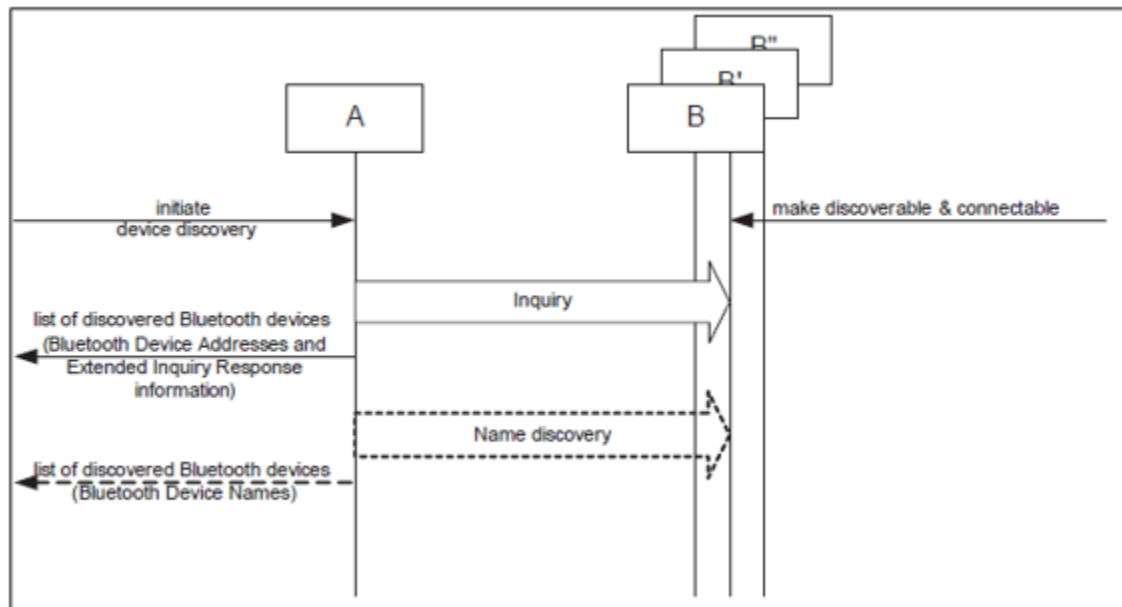 B"
B'
A
B
initiate
device discovery
make discoverable & connectable
Inquiry
list of discovered Bluetooth devices
(Bluetooth Device Addresses and
Extended Inquiry Response
information)
Name discovery
list of discovered Bluetooth devices
(Bluetooth Device Names)